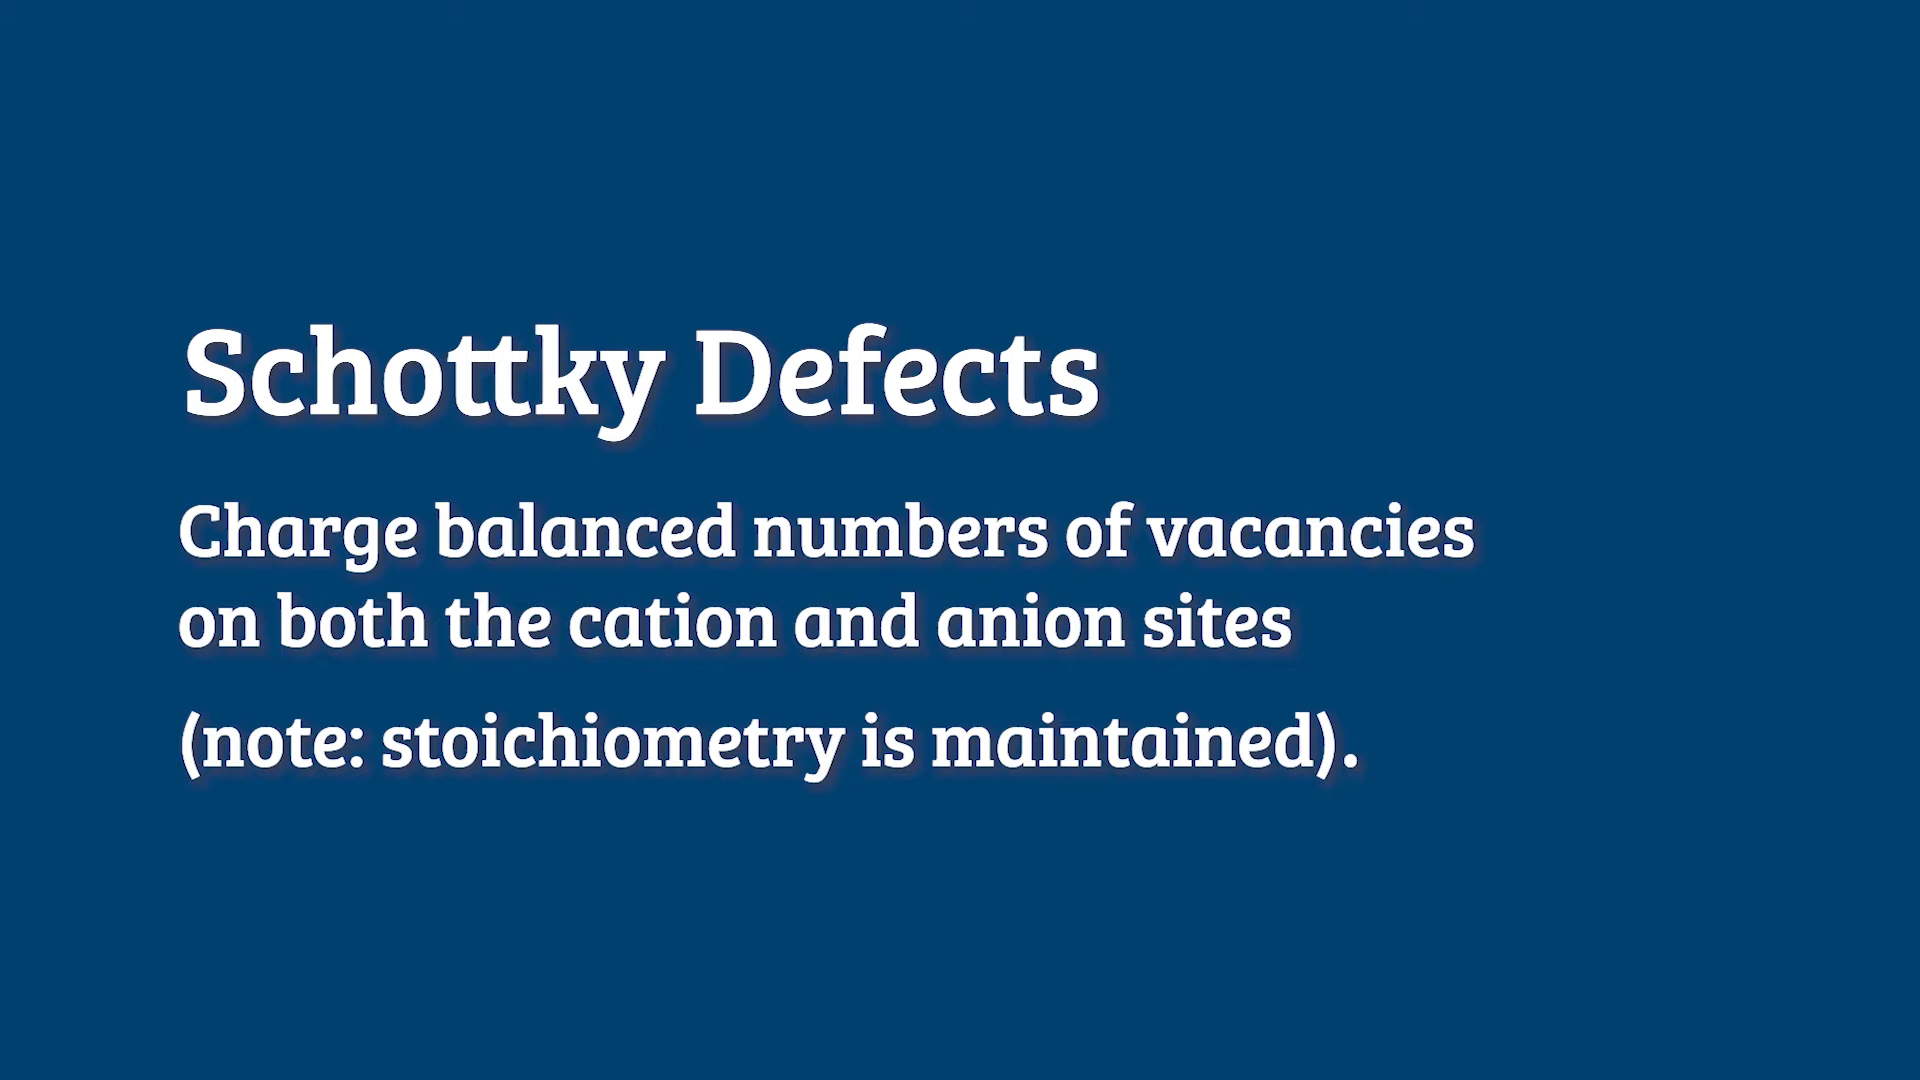 Schottky Defects
Charge balanced numbers of vacancies
on both the cation and anion sites
(note: stoichiometry is maintained).